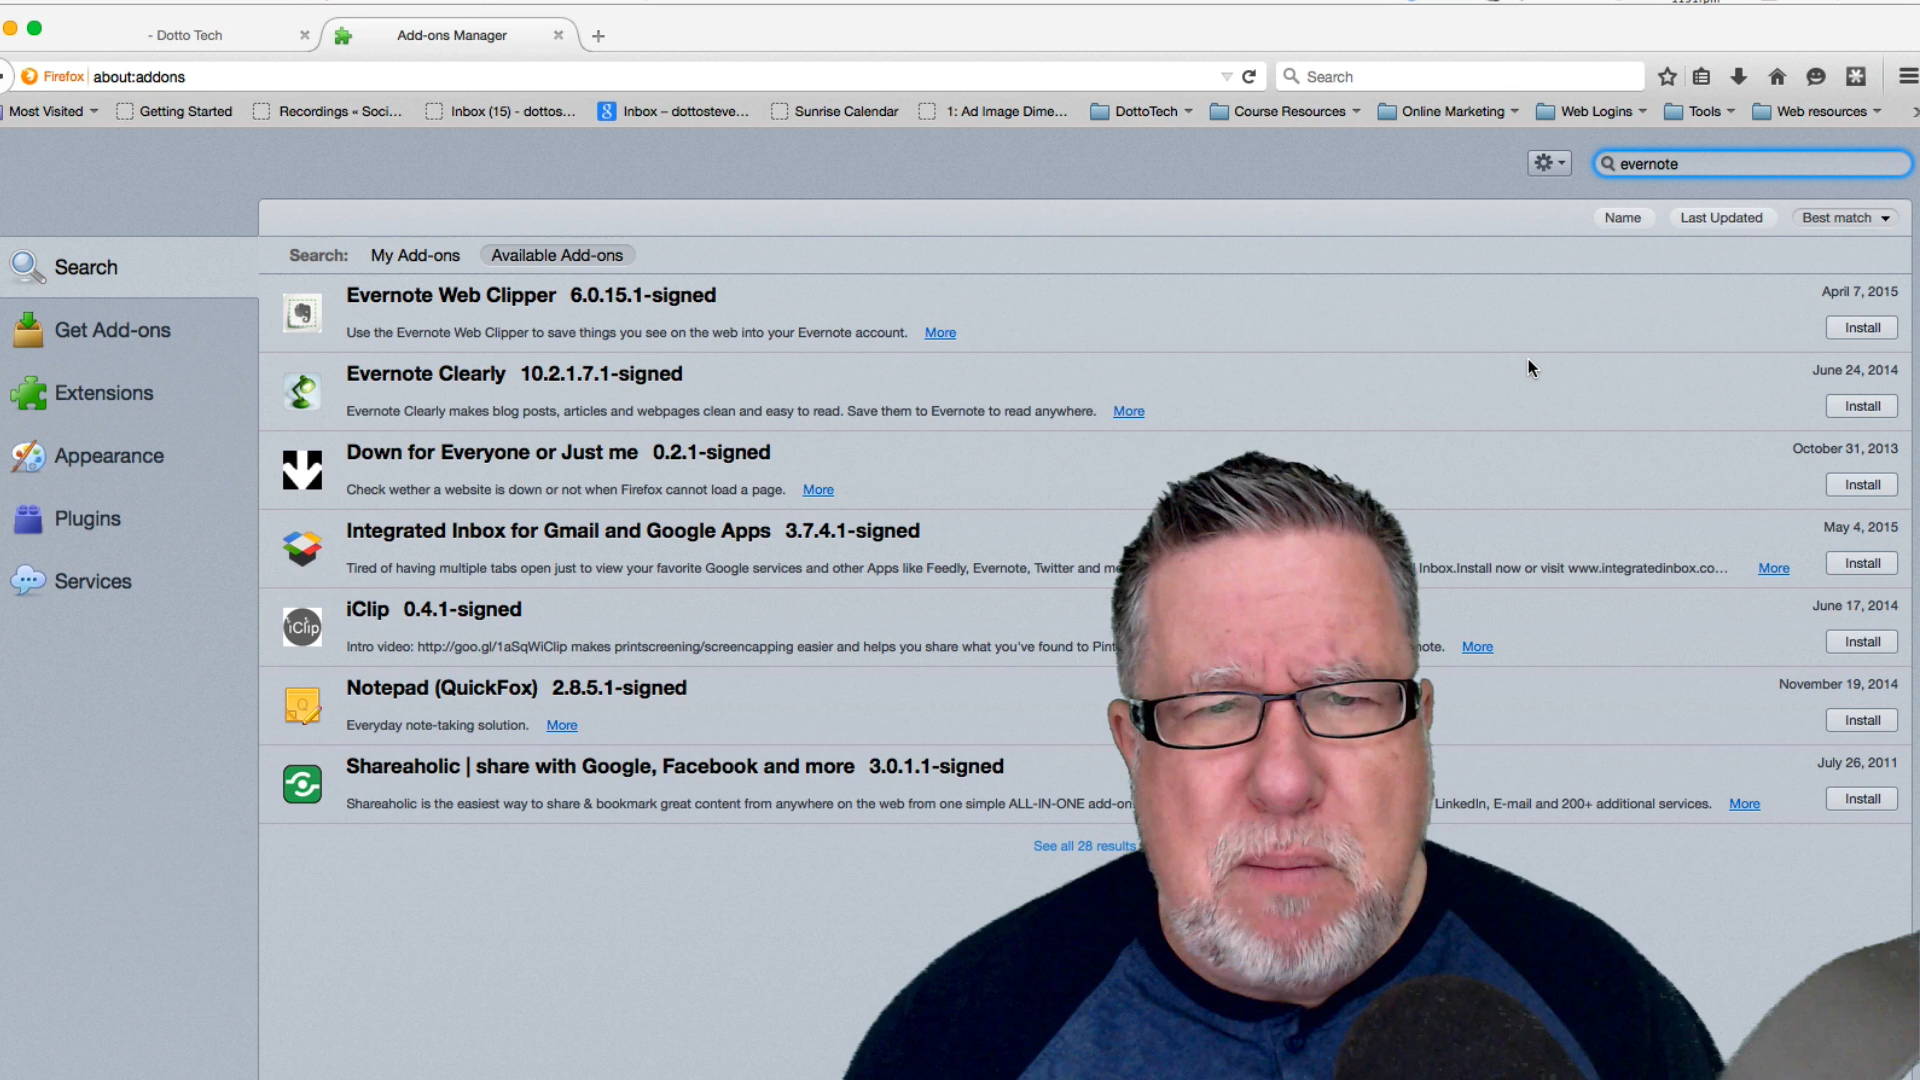 - Dotto Tech
Add-ons Manager
Firefox about:addons
Search
Most Visited Getting Started Recordings « Soci... Inbox (15) - dottos... Inbox – dottosteve... Sunrise Calendar 1: Ad Image Dime... DottoTech Course Resources Online Marketing Web Logins Tools Web resources
evernote
Name Last Updated Best match
Search
Get Add-ons
Extensions
Appearance
Plugins
Services
Search: My Add-ons Available Add-ons
Evernote Web Clipper 6.0.15.1-signed April 7, 2015
Use the Evernote Web Clipper to save things you see on the web into your Evernote account. More Install
Evernote Clearly 10.2.1.7.1-signed June 24, 2014
Evernote Clearly makes blog posts, articles and webpages clean and easy to read. Save them to Evernote to read anywhere. More Install
Down for Everyone or Just me 0.2.1-signed October 31, 2013
Check wether a website is down or not when Firefox cannot load a page. More Install
Integrated Inbox for Gmail and Google Apps 3.7.4.1-signed May 4, 2015
Tired of having multiple tabs open just to view your favorite Google services and other Apps like Feedly, Evernote, Twitter and Inbox.Install now or visit www.integratedinbox.co... More Install
iClip 0.4.1-signed June 17, 2014
iClip
Intro video: http://goo.gl/1aSqWiClip makes printscreening/screencapping easier and helps you share what you've found to More Install
Notepad (QuickFox) 2.8.5.1-signed November 19, 2014
Everyday note-taking solution. More Install
Shareaholic | share with Google, Facebook and more 3.0.1.1-signed July 26, 2011
Shareaholic is the easiest way to share & bookmark great content from anywhere on the web from one simple ALL-IN-ONE add-on LinkedIn, E-mail and 200+ additional services. More Install
See all 28 results